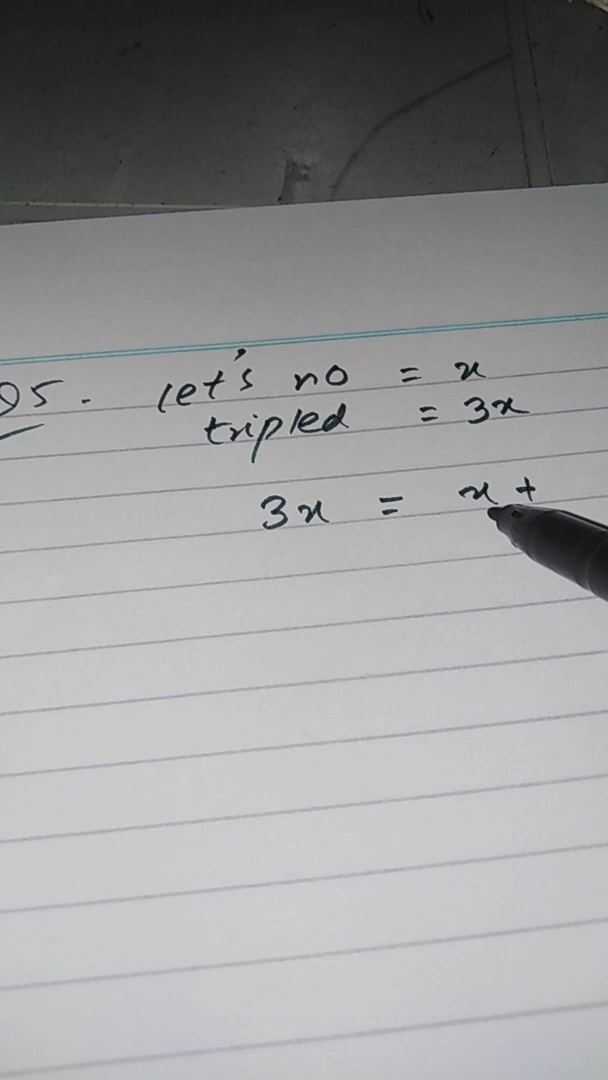 Q5. Let's no = x
tripled = 3x
3x = x +